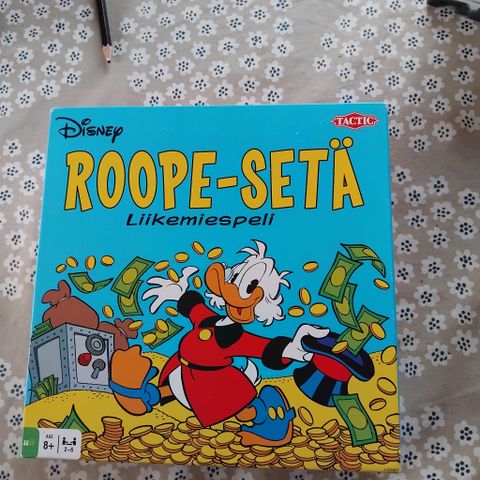 Disney
TACTIC
ROOPE-SETÄ
Liikemiespeli
8+
2-6